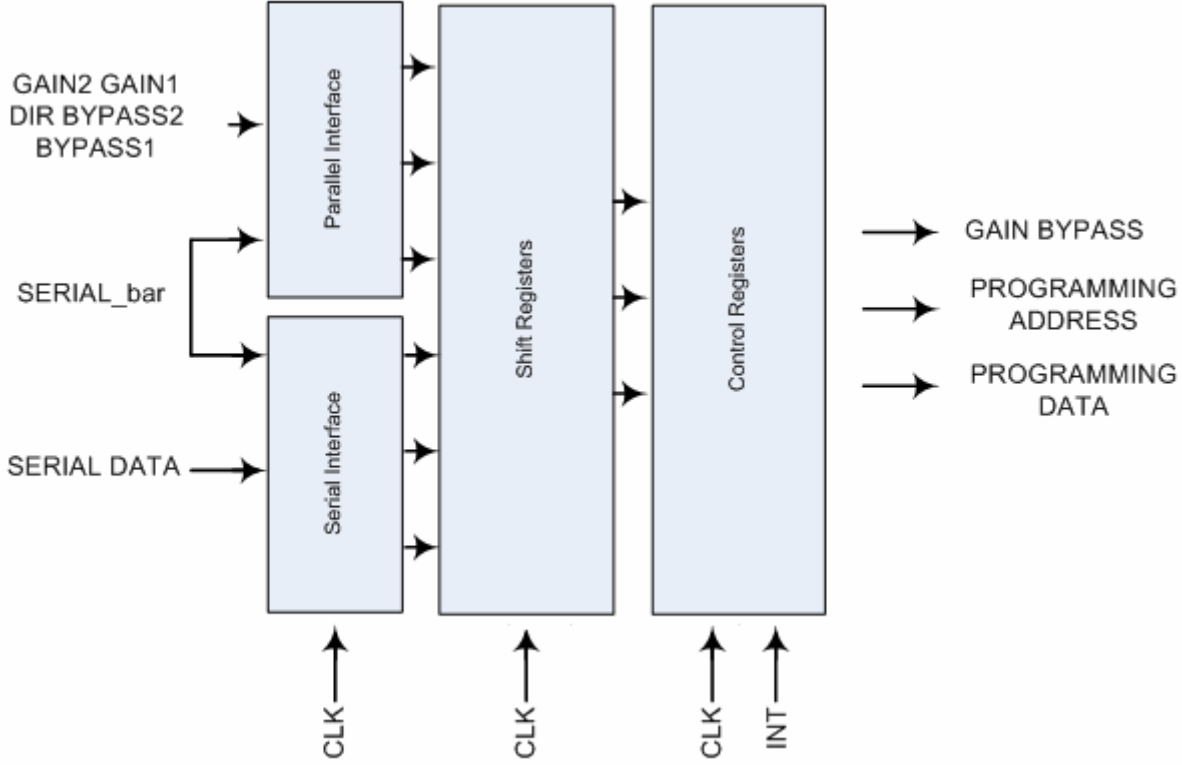 GAIN2 GAIN1
DIR BYPASS2
BYPASS1
SERIAL_bar
SERIAL DATA
Parallel Interface
Serial Interface
Shift Registers
Control Registers
GAIN BYPASS
PROGRAMMING
ADDRESS
PROGRAMMING
DATA
CLK
CLK
CLK
INT